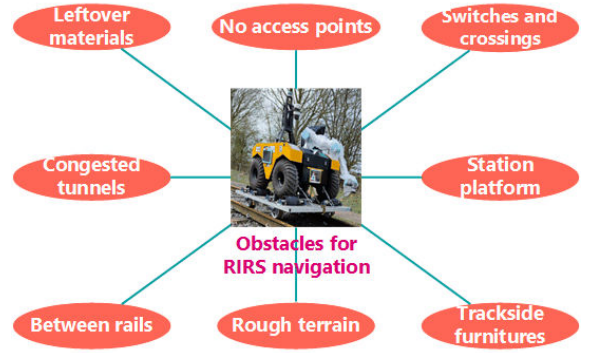 Leftover
materials
No access points
Switches and
crossings
Congested
tunnels
Station
platform
Obstacles for
RIRS navigation
Between rails
Rough terrain
Trackside
furnitures